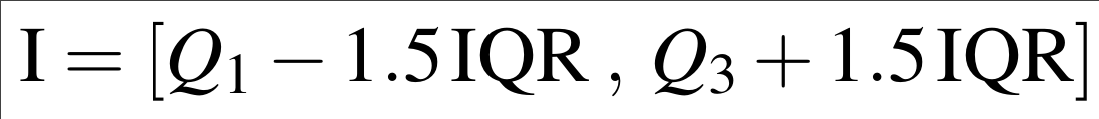 I = [Q₁ − 1.5 IQR , Q₃ + 1.5 IQR]